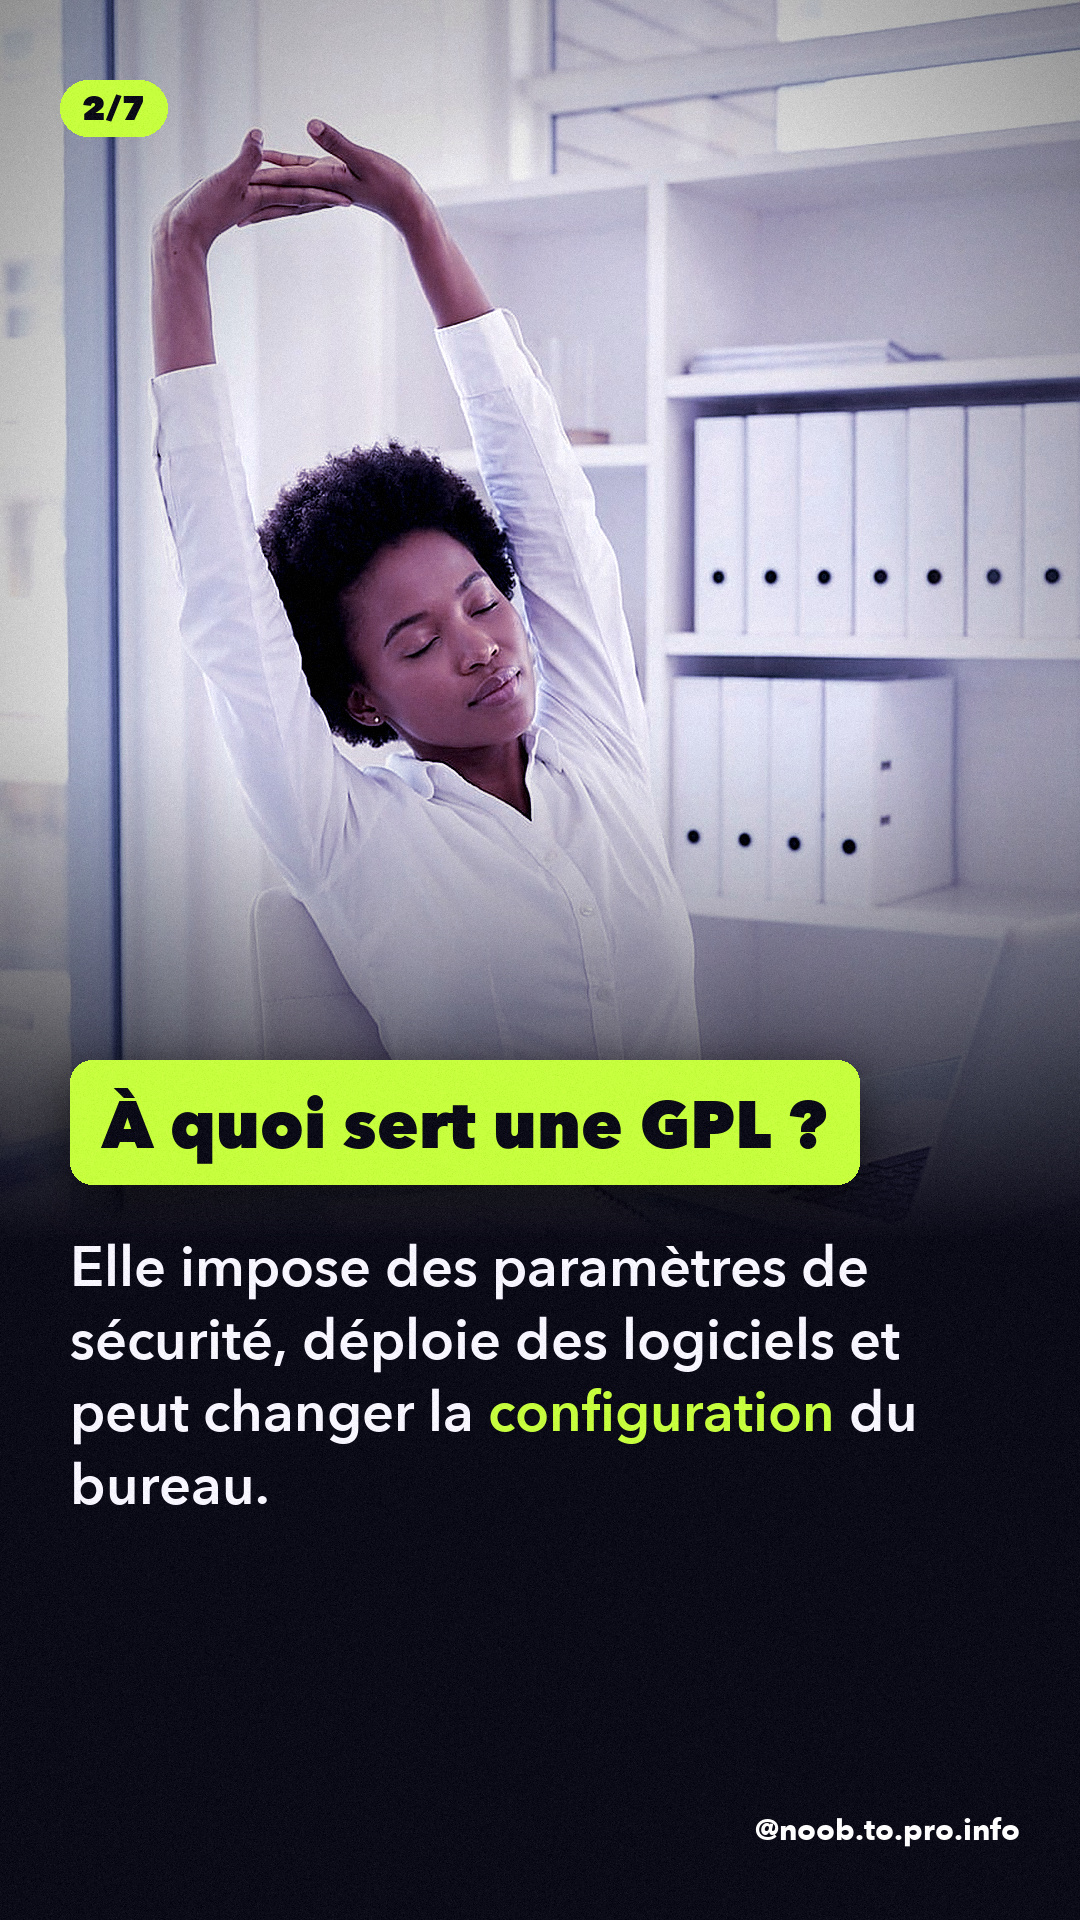 2/7
À quoi sert une GPL ?
Elle impose des paramètres de
sécurité, déploie des logiciels et
peut changer la configuration du
bureau.
@noob.to.pro.info